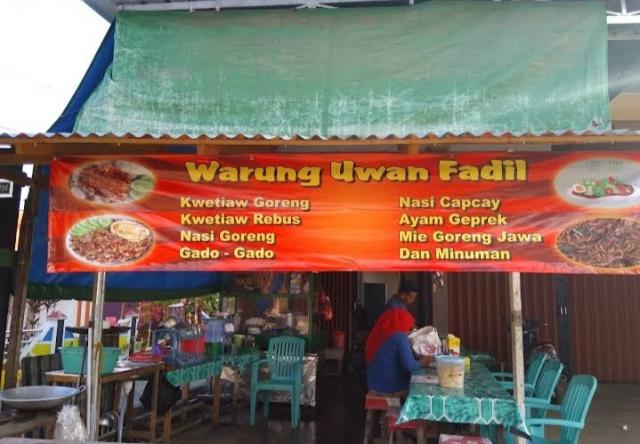 Warung Uwan Fadil
Kwetiaw Goreng
Kwetiaw Rebus
Nasi Goreng
Gado - Gado
Nasi Capcay
Ayam Geprek
Mie Goreng Jawa
Dan Minuman